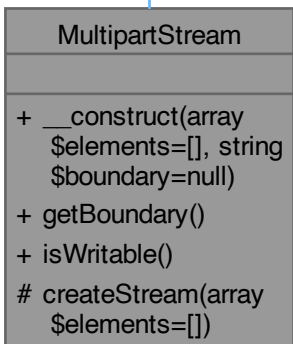 MultipartStream
+ __construct(array
$elements=[], string
$boundary=null)
+ getBoundary()
+ isWritable()
# createStream(array
$elements=[])